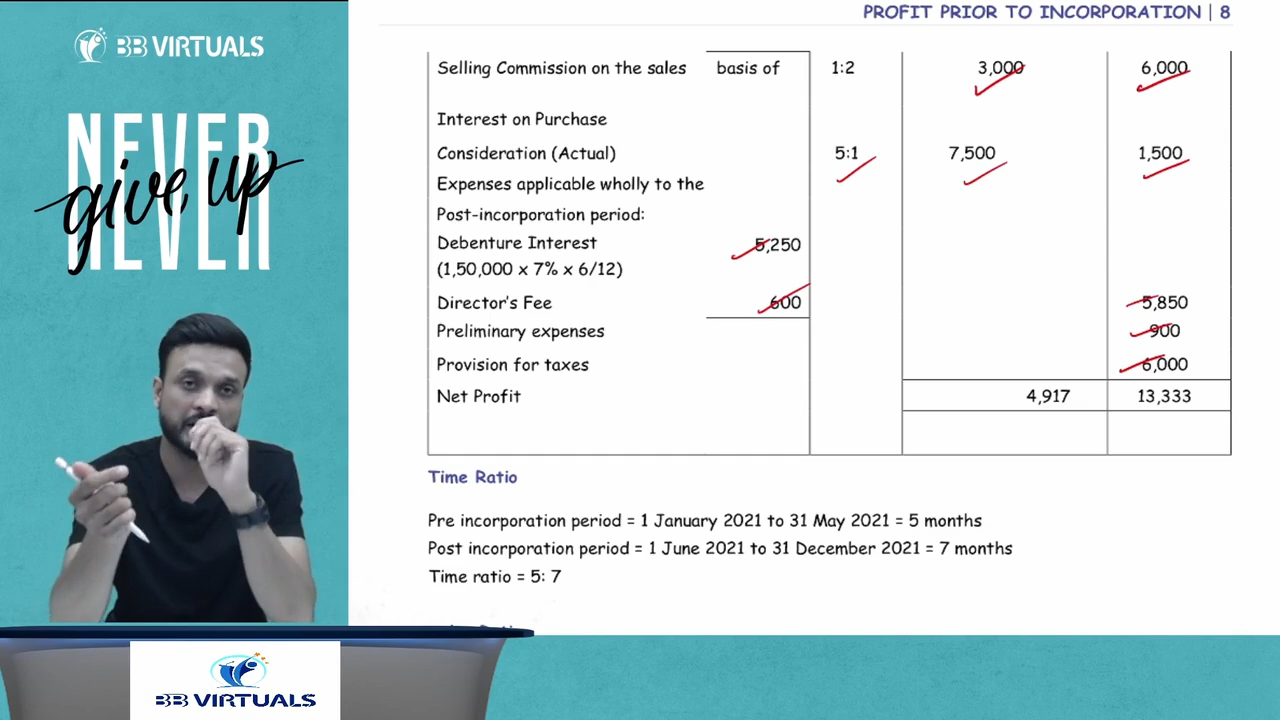 PROFIT PRIOR TO INCORPORATION | 8
BB VIRTUALS
NEVER
give up
NEVER
Selling Commission on the sales basis of 1:2 3,000 6,000
Interest on Purchase
Consideration (Actual) 5:1 7,500 1,500
Expenses applicable wholly to the
Post-incorporation period:
Debenture Interest 5,250
(1,50,000 x 7% x 6/12)
Director's Fee 600 5,850
Preliminary expenses 900
Provision for taxes 6,000
Net Profit 4,917 13,333
Time Ratio
Pre incorporation period = 1 January 2021 to 31 May 2021 = 5 months
Post incorporation period = 1 June 2021 to 31 December 2021 = 7 months
Time ratio = 5: 7
BB VIRTUALS